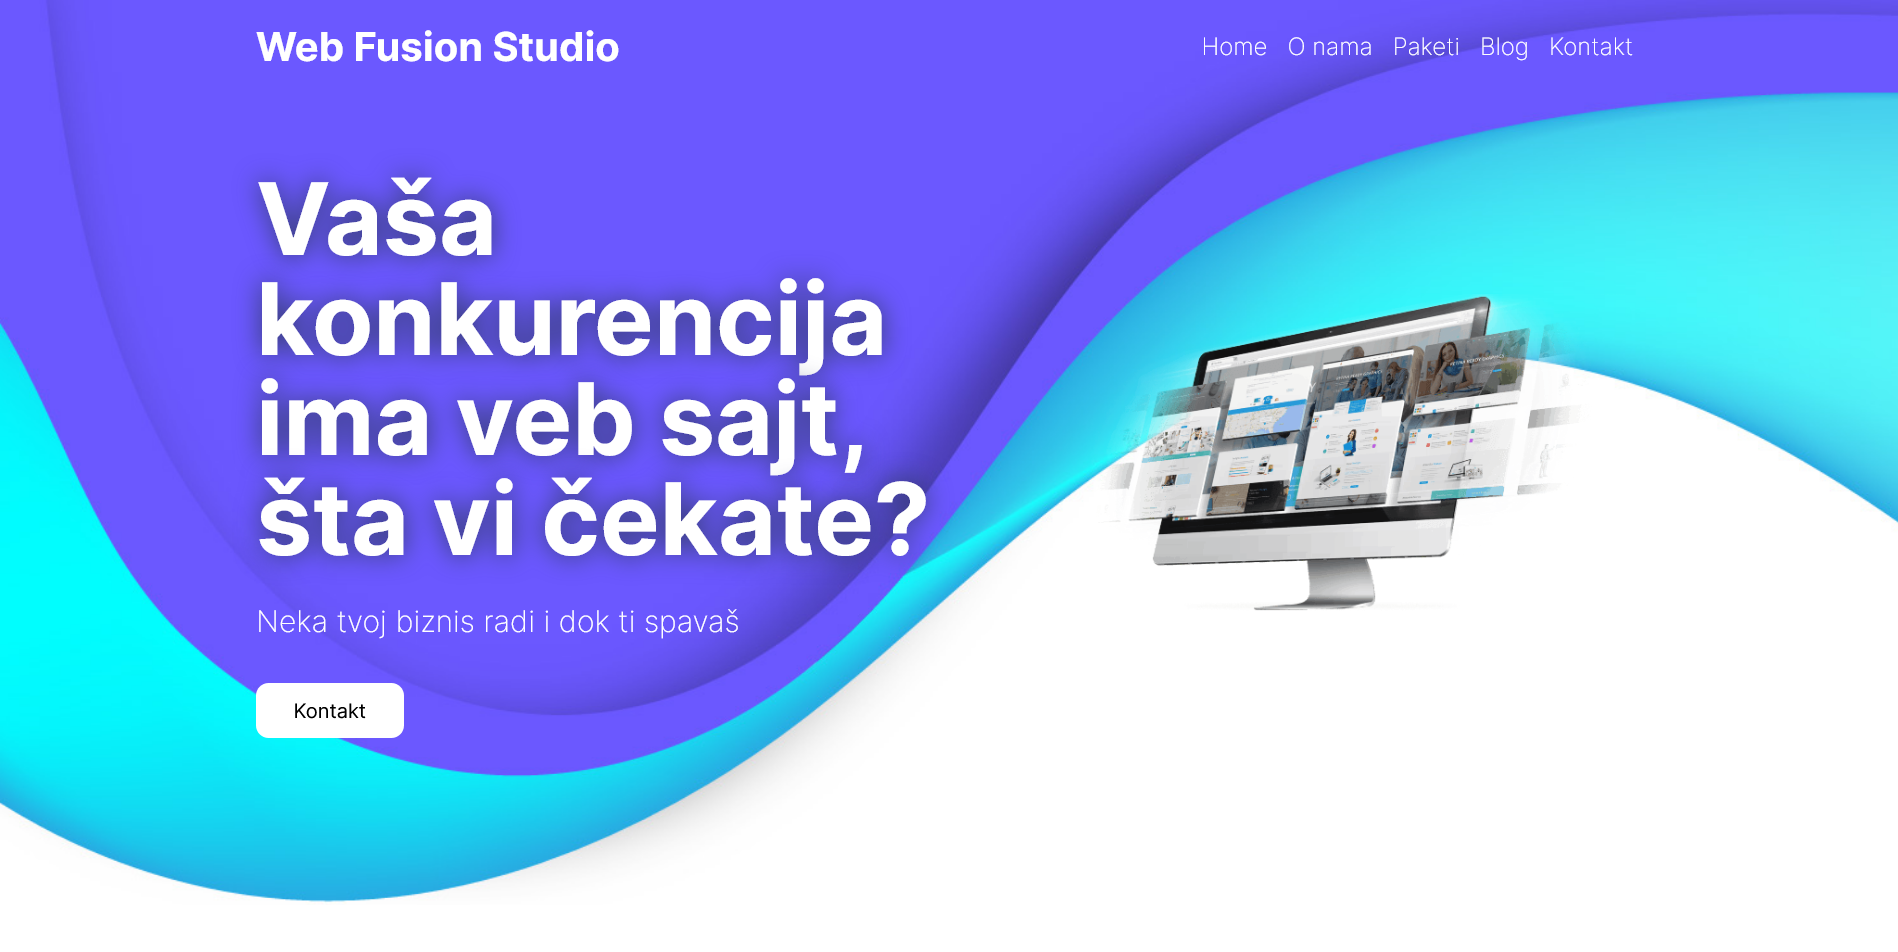 Web Fusion Studio
Home O nama Paketi Blog Kontakt
Vaša
konkurencija
ima veb sajt,
šta vi čekate?
Neka tvoj biznis radi i dok ti spavaš
Kontakt